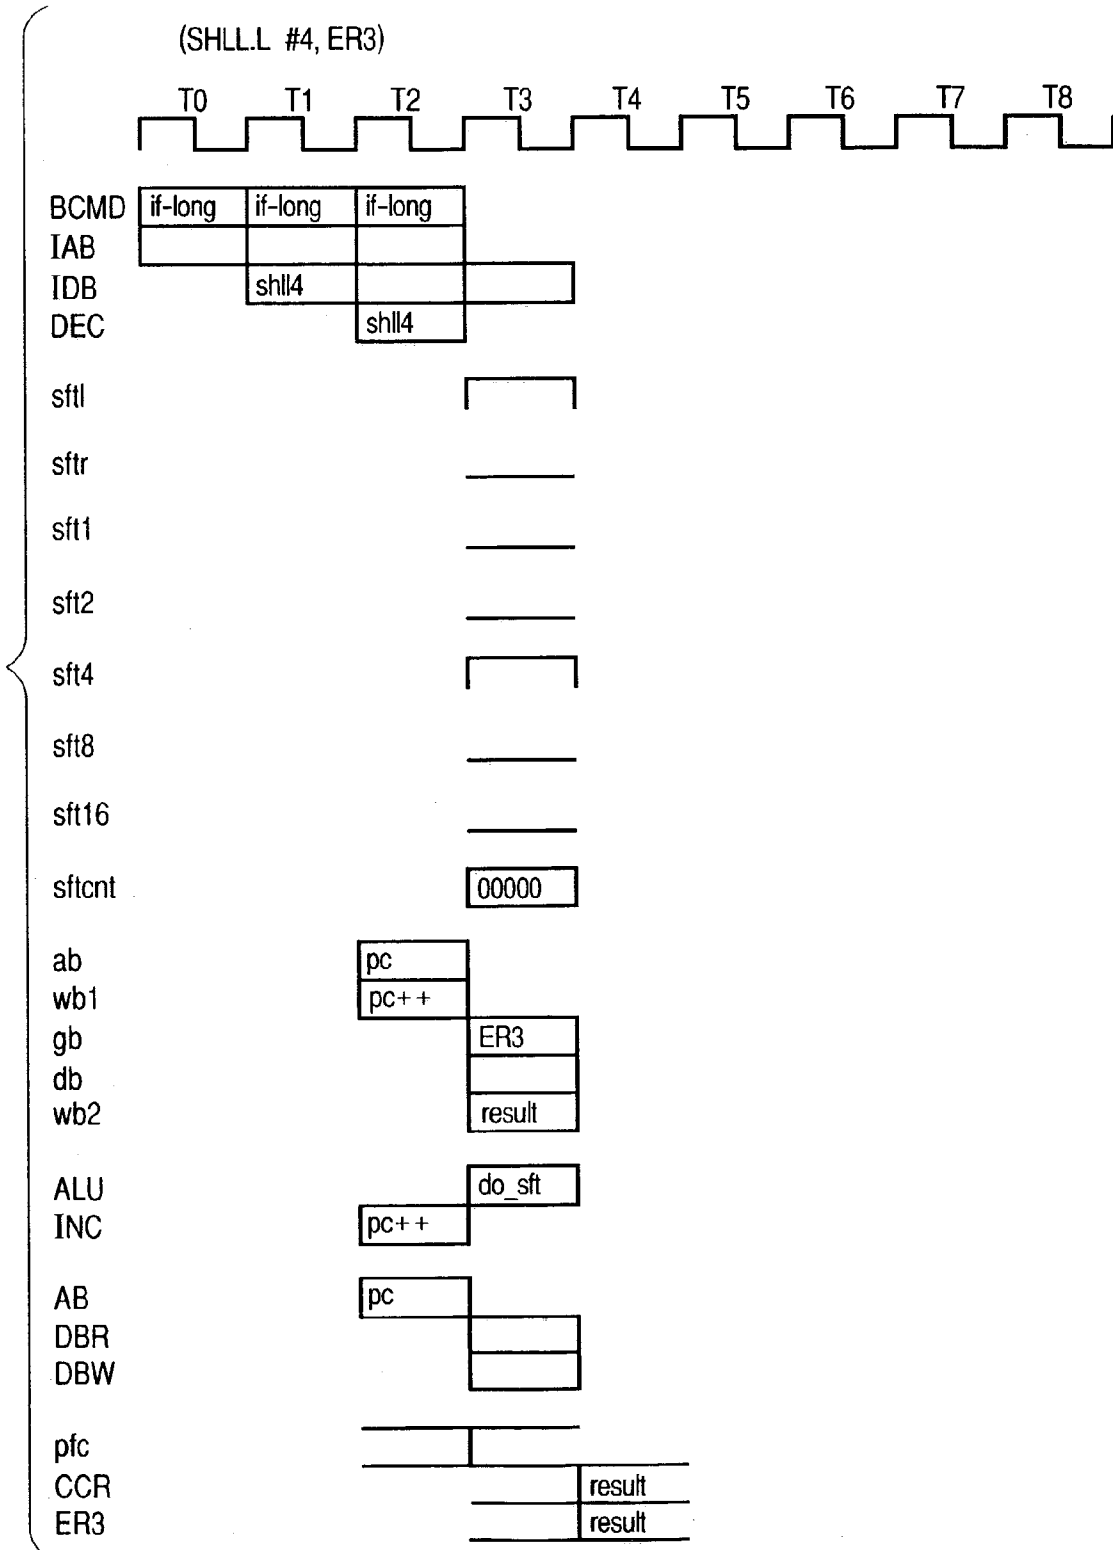 (SHLL.L #4, ER3)
T0 T1 T2 T3 T4 T5 T6 T7 T8
BCMD if-long if-long if-long
IAB
IDB shll4
DEC shll4
sftl
sftr
sft1
sft2
sft4
sft8
sft16
sftcnt 00000
ab pc
wb1 pc++
gb ER3
db
wb2 result
ALU do_sft
INC pc++
AB pc
DBR
DBW
pfc
CCR result
ER3 result